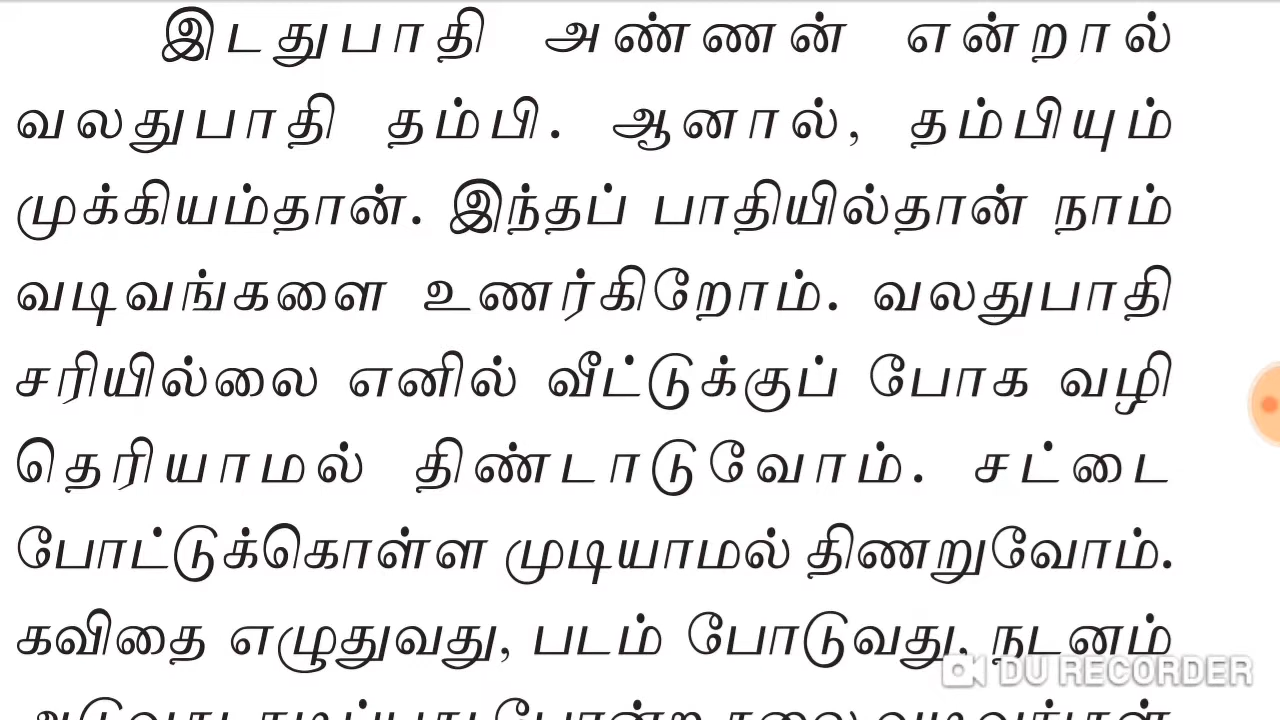 இடதுபாதி அண்ணன் என்றால்
வலதுபாதி தம்பி. ஆனால், தம்பியும்
முக்கியம்தான். இந்தப் பாதியில்தான் நாம்
வடிவங்களை உணர்கிறோம். வலதுபாதி
சரியில்லை எனில் வீட்டுக்குப் போக வழி
தெரியாமல் திண்டாடுவோம். சட்டை
போட்டுக்கொள்ள முடியாமல் திணறுவோம்.
கவிதை எழுதுவது, படம் போடுவது, நடனம்
DU RECORDER